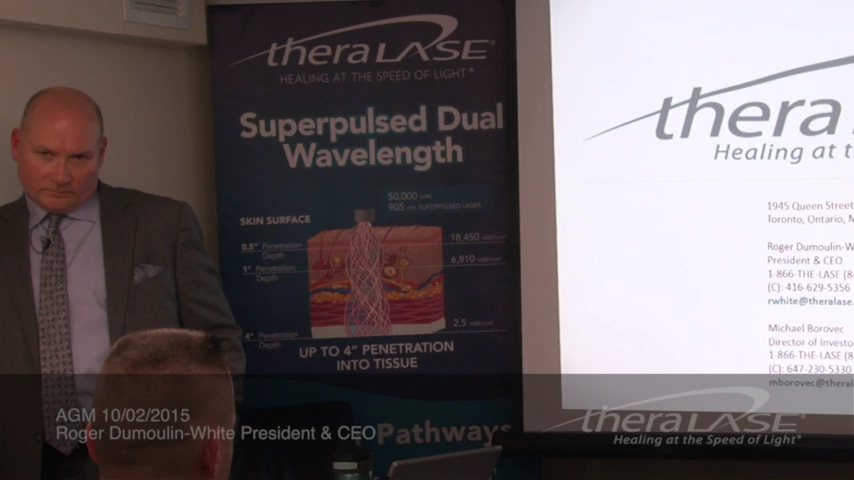 theraLASE®
HEALING AT THE SPEED OF LIGHT®
Superpulsed Dual
Wavelength
50,000 mW
905 nm SUPERPULSED LASER
SKIN SURFACE
0.5" Penetration
Depth
18,450 mW/cm²
1" Penetration
Depth
6,810 mW/cm²
4" Penetration
Depth
2.5 mW/cm²
UP TO 4" PENETRATION
INTO TISSUE
Pathways
thera
Healing at th
1945 Queen Street
Toronto, Ontario, M
Roger Dumoulin-W
President & CEO
1-866-THE-LASE (8
(C): 416-629-5356
rwhite@theralase.
Michael Borovec
Director of Investo
1-866-THE-LASE (8
(C): 647-230-5330
mborovec@theral
AGM 10/02/2015
Roger Dumoulin-White President & CEO
theraLASE®
Healing at the Speed of Light®